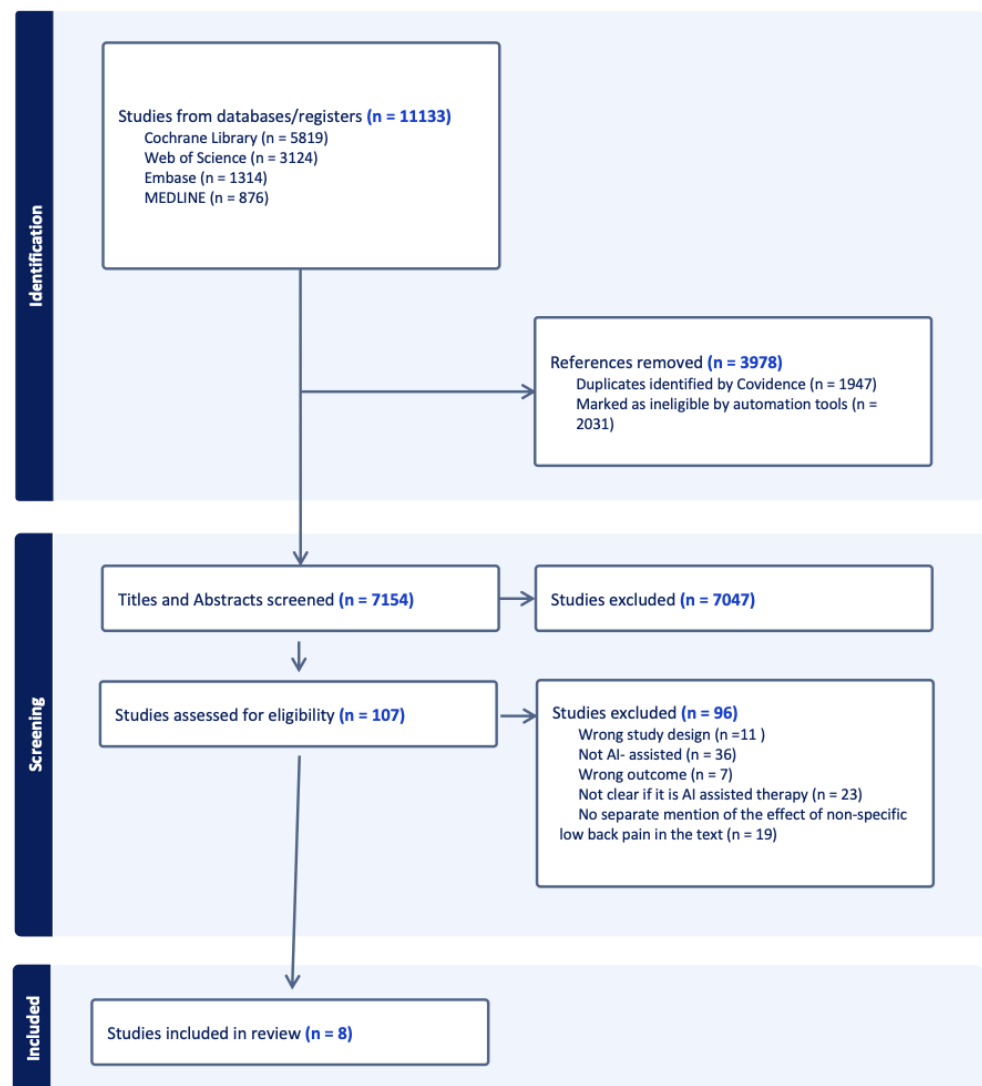 Identification
Studies from databases/registers (n = 11133)
Cochrane Library (n = 5819)
Web of Science (n = 3124)
Embase (n = 1314)
MEDLINE (n = 876)
References removed (n = 3978)
Duplicates identified by Covidence (n = 1947)
Marked as ineligible by automation tools (n =
2031)
Screening
Titles and Abstracts screened (n = 7154)
Studies excluded (n = 7047)
Studies assessed for eligibility (n = 107)
Studies excluded (n = 96)
Wrong study design (n =11 )
Not AI- assisted (n = 36)
Wrong outcome (n = 7)
Not clear if it is AI assisted therapy (n = 23)
No separate mention of the effect of non-specific
low back pain in the text (n = 19)
Included
Studies included in review (n = 8)